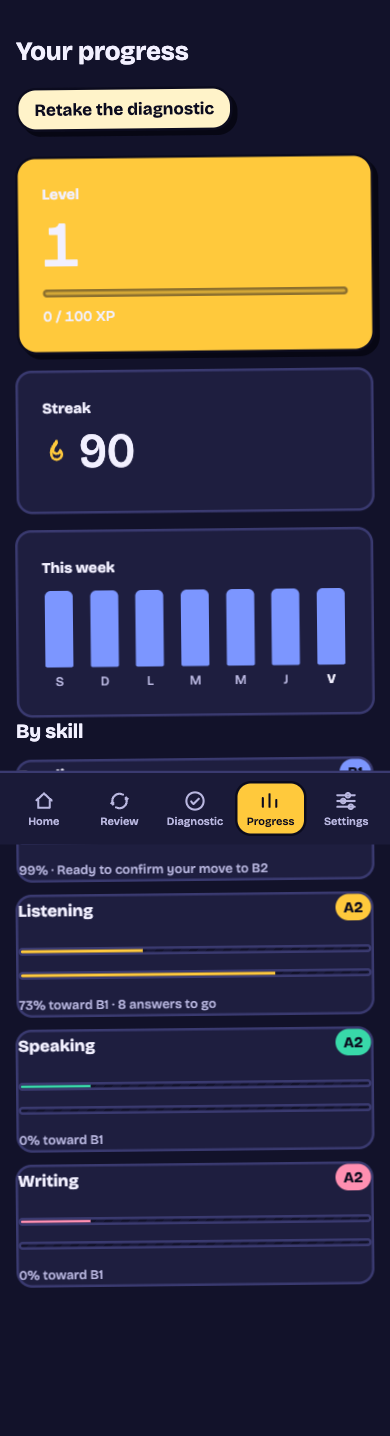 Your progress
Retake the diagnostic
Level
1
0 / 100 XP
Streak
90
This week
S D L M M J V
By skill
Home Review Diagnostic Progress Settings
99% · Ready to confirm your move to B2
Listening A2
73% toward B1 · 8 answers to go
Speaking A2
0% toward B1
Writing A2
0% toward B1